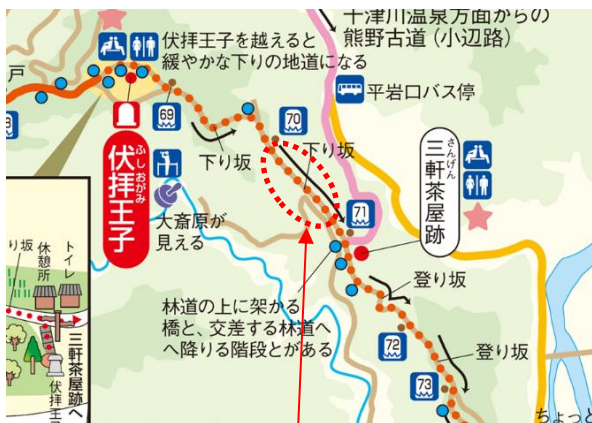 十津川温泉方面からの
熊野古道(小辺路)
伏拝王子を越えると
緩やかな下りの地道になる
戸
平岩口バス停
69
70
下り坂
下り坂
ふしおがみ
伏拝王子
さんげん
三軒茶屋跡
大斎原が
見える
71
り坂
休憩所
トイレ
三軒茶屋跡へ
伏拝王子
林道の上に架かる
橋と、交差する林道へ
へ降りる階段とがある
登り坂
72
登り坂
73
ちょっと